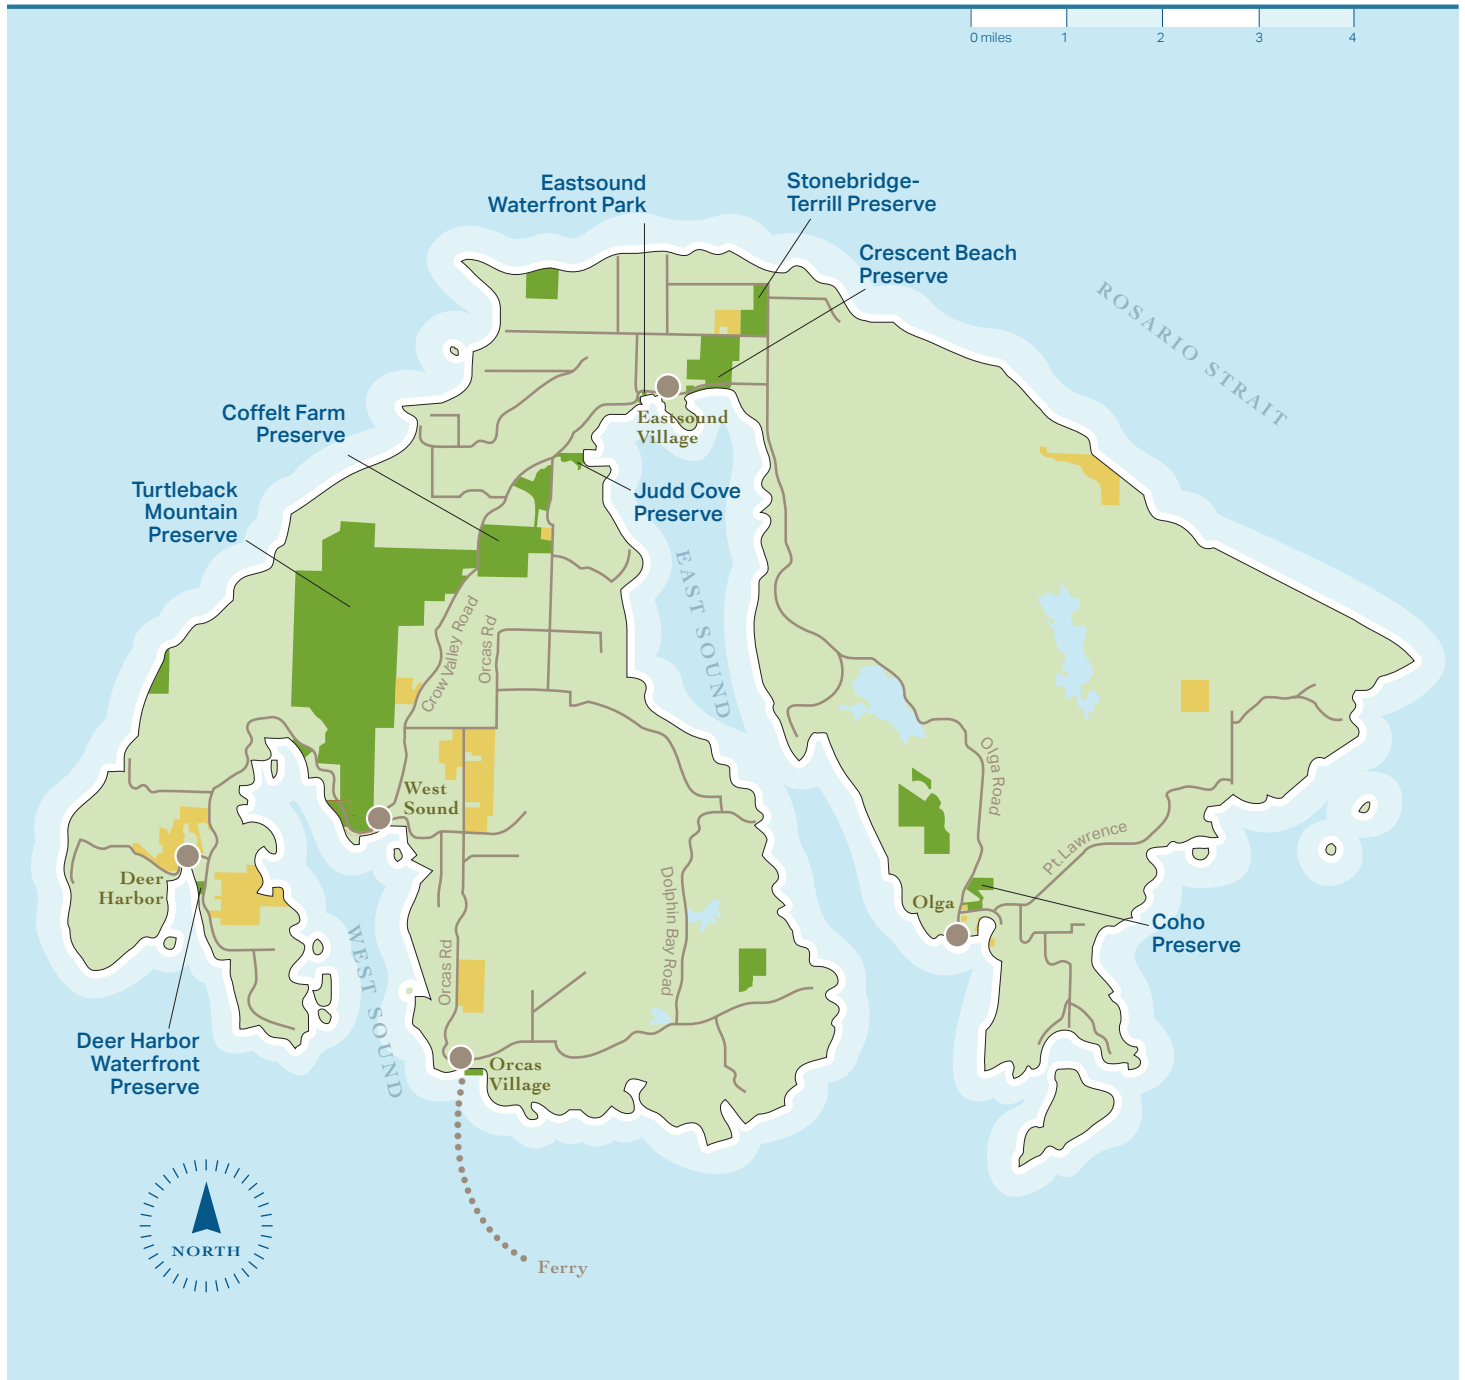 0 miles 1 2 3 4
Eastsound
Waterfront Park
Stonebridge-
Terrill Preserve
Crescent Beach
Preserve
ROSARIO STRAIT
Coffelt Farm
Preserve
Eastsound
Village
Turtleback
Mountain
Preserve
Judd Cove
Preserve
EAST SOUND
Crow Valley Road
Orcas Rd
Olga Road
West
Sound
Pt. Lawrence
Deer
Harbor
Dolphin Bay Road
Olga
Coho
Preserve
WEST SOUND
Orcas Rd
Deer Harbor
Waterfront
Preserve
Orcas
Village
NORTH
Ferry